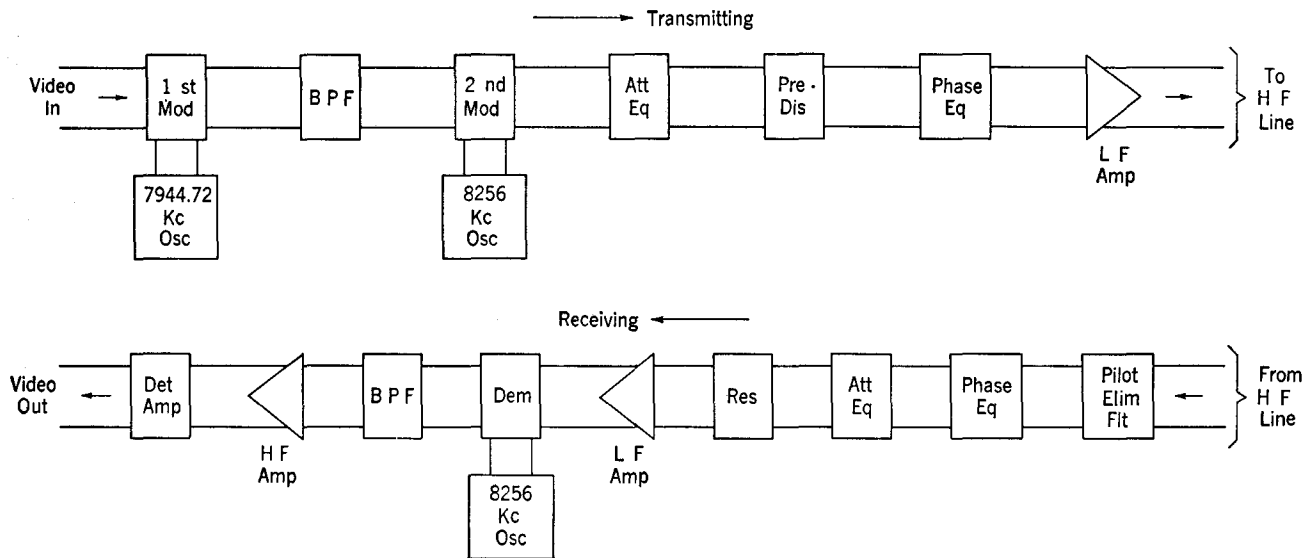 Transmitting
Video
In
1 st
Mod
B P F
2 nd
Mod
Att
Eq
Pre -
Dis
Phase
Eq
L F
Amp
To
H F
Line
7944.72
Kc
Osc
8256
Kc
Osc
Receiving
Video
Out
Det
Amp
H F
Amp
B P F
Dem
L F
Amp
Res
Att
Eq
Phase
Eq
Pilot
Elim
Flt
From
H F
Line
8256
Kc
Osc